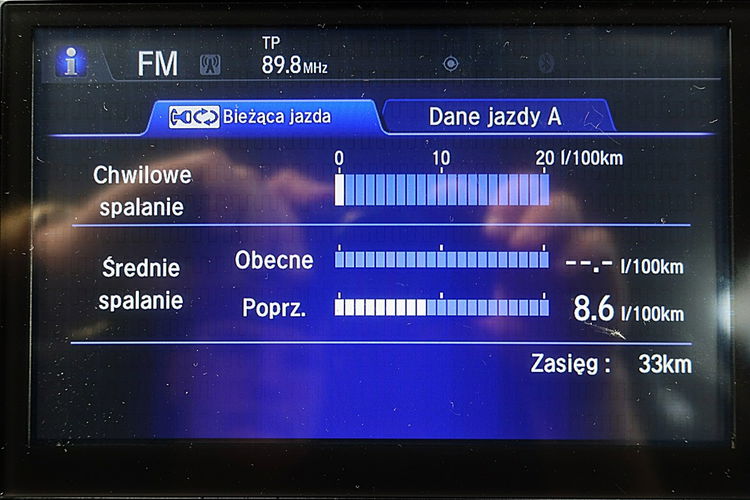 i FM TP
89.8MHz
Bieżąca jazda Dane jazdy A
0 10 20 l/100km
Chwilowe
spalanie
Średnie
spalanie
Obecne --.- l/100km
Poprz. 8.6 l/100km
Zasięg : 33km